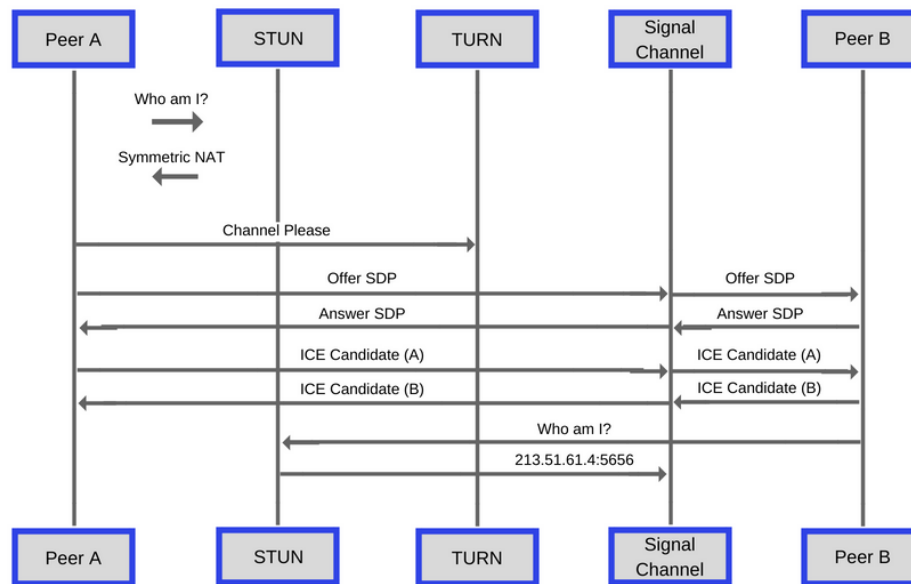 Peer A
STUN
TURN
Signal
Channel
Peer B
Who am I?
Symmetric NAT
Channel Please
Offer SDP
Offer SDP
Answer SDP
Answer SDP
ICE Candidate (A)
ICE Candidate (A)
ICE Candidate (B)
ICE Candidate (B)
Who am I?
213.51.61.4:5656
Peer A
STUN
TURN
Signal
Channel
Peer B